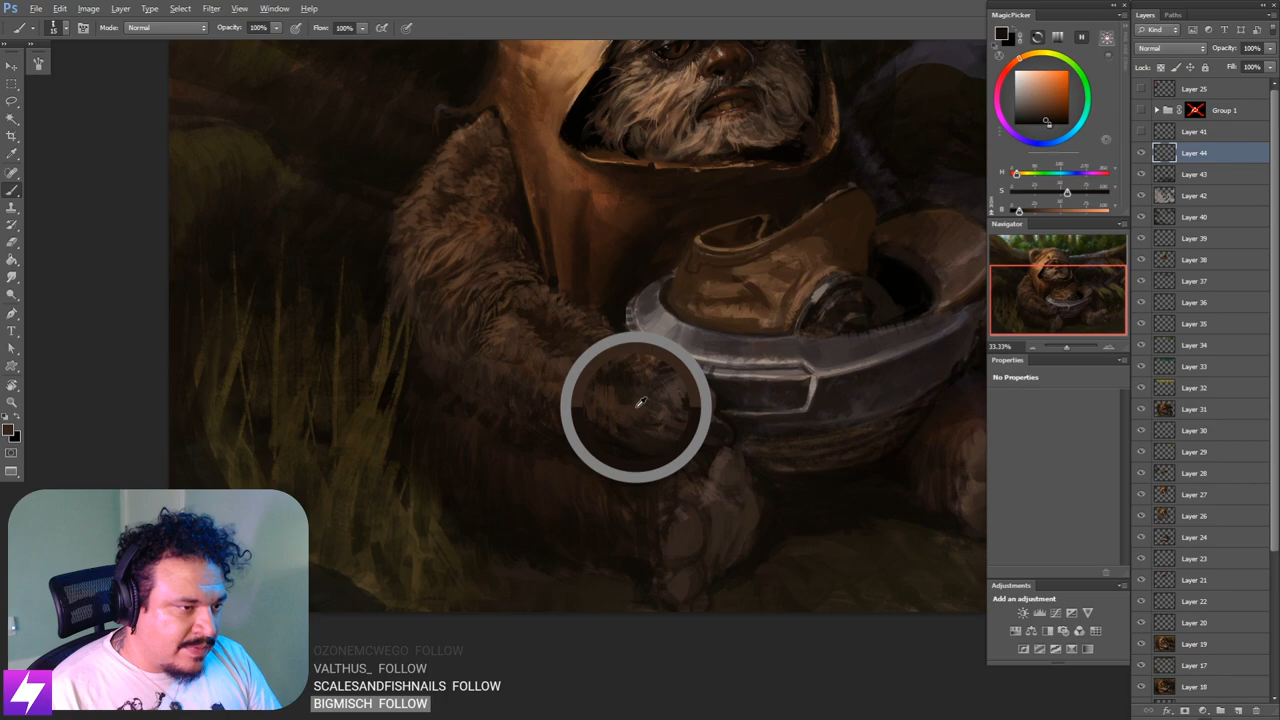 Ps File Edit Image Layer Type Select Filter Window Help
15 Mode: Normal Opacity: 100% Flow: 100%
MagicPicker
H
H
S
B
Navigator
33.33%
Properties
No Properties
Adjustments
Add an adjustment
Layers Paths
Kind
Normal Opacity: 100%
Lock: Fill: 100%
Layer 25
Group 1
Layer 41
Layer 44
Layer 43
Layer 42
Layer 40
Layer 39
Layer 38
Layer 37
Layer 36
Layer 35
Layer 34
Layer 33
Layer 32
Layer 31
Layer 30
Layer 29
Layer 28
Layer 27
Layer 26
Layer 24
Layer 23
Layer 21
Layer 22
Layer 20
Layer 19
Layer 17
Layer 18
OZONEMCWEGO FOLLOW
VALTHUS_ FOLLOW
SCALESANDFISHNAILS FOLLOW
BIGMISCH FOLLOW